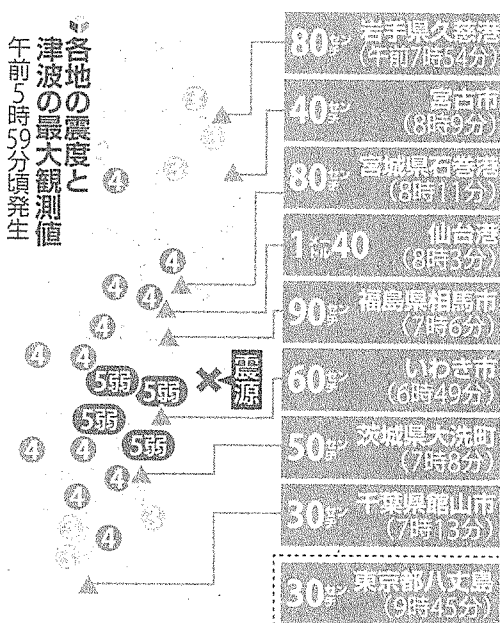 各地の震度と
津波の最大観測値
午前5時59分頃発生
岩手県久慈港
80センチ
(午前7時54分)
宮古市
40センチ
(8時9分)
宮城県石巻港
80センチ
(8時11分)
仙台港
1メートル40
(8時3分)
福島県相馬市
90センチ
(7時6分)
いわき市
60センチ
(6時49分)
茨城県大洗町
50センチ
(7時8分)
千葉県館山市
30センチ
(7時13分)
東京都八丈島
30センチ
(9時45分)
震源
4
4
4
4
4
4
4
5弱
5弱
5弱
5弱
4
4
4
4
4